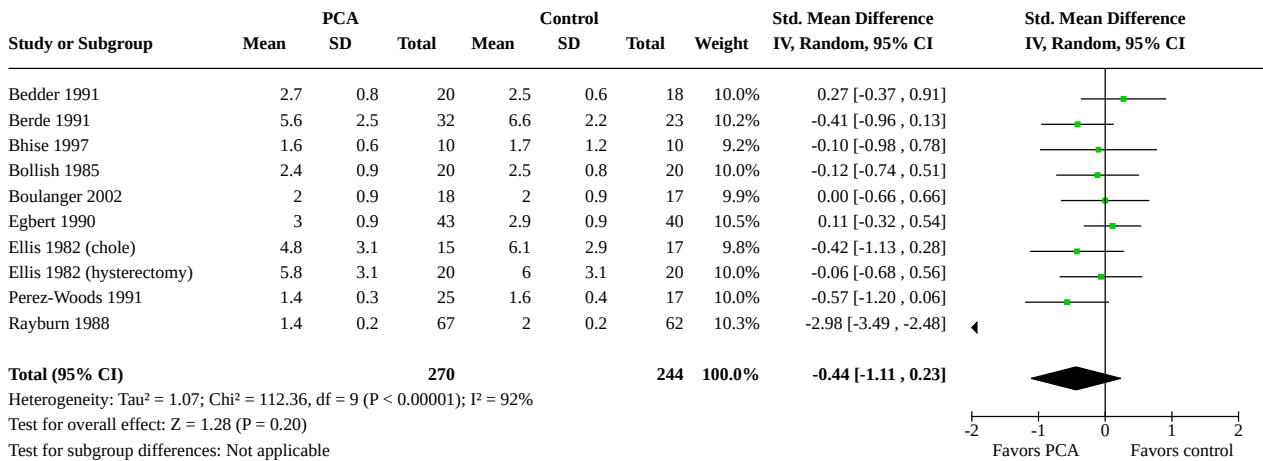 PCA Control Std. Mean Difference Std. Mean Difference
Study or Subgroup Mean SD Total Mean SD Total Weight IV, Random, 95% CI IV, Random, 95% CI
Bedder 1991 2.7 0.8 20 2.5 0.6 18 10.0% 0.27 [-0.37 , 0.91]
Berde 1991 5.6 2.5 32 6.6 2.2 23 10.2% -0.41 [-0.96 , 0.13]
Bhise 1997 1.6 0.6 10 1.7 1.2 10 9.2% -0.10 [-0.98 , 0.78]
Bollish 1985 2.4 0.9 20 2.5 0.8 20 10.0% -0.12 [-0.74 , 0.51]
Boulanger 2002 2 0.9 18 2 0.9 17 9.9% 0.00 [-0.66 , 0.66]
Egbert 1990 3 0.9 43 2.9 0.9 40 10.5% 0.11 [-0.32 , 0.54]
Ellis 1982 (chole) 4.8 3.1 15 6.1 2.9 17 9.8% -0.42 [-1.13 , 0.28]
Ellis 1982 (hysterectomy) 5.8 3.1 20 6 3.1 20 10.0% -0.06 [-0.68 , 0.56]
Perez-Woods 1991 1.4 0.3 25 1.6 0.4 17 10.0% -0.57 [-1.20 , 0.06]
Rayburn 1988 1.4 0.2 67 2 0.2 62 10.3% -2.98 [-3.49 , -2.48]
Total (95% CI) 270 244 100.0% -0.44 [-1.11 , 0.23]
Heterogeneity: Tau² = 1.07; Chi² = 112.36, df = 9 (P < 0.00001); I² = 92%
Test for overall effect: Z = 1.28 (P = 0.20)
Test for subgroup differences: Not applicable
-2 -1 0 1 2
Favors PCA Favors control